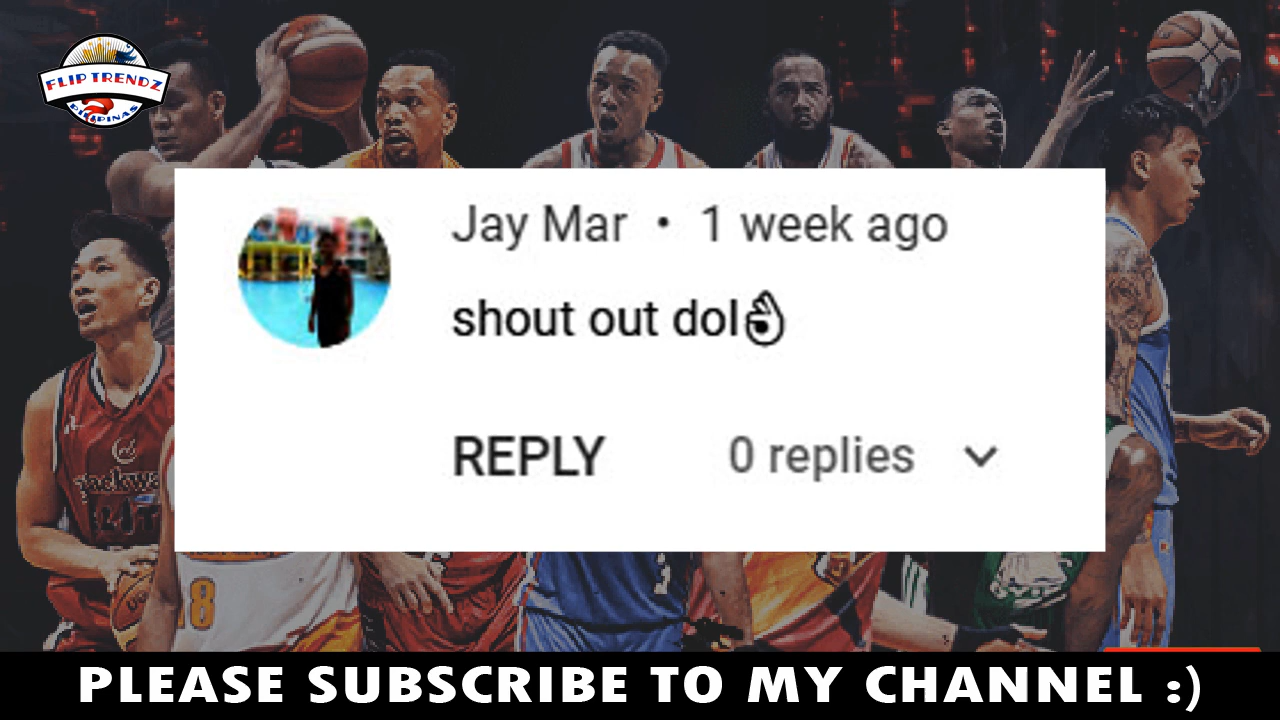 FLIP TRENDZ
PILIPINAS
Jay Mar • 1 week ago
shout out dol👌
REPLY 0 replies
18
PLEASE SUBSCRIBE TO MY CHANNEL :)